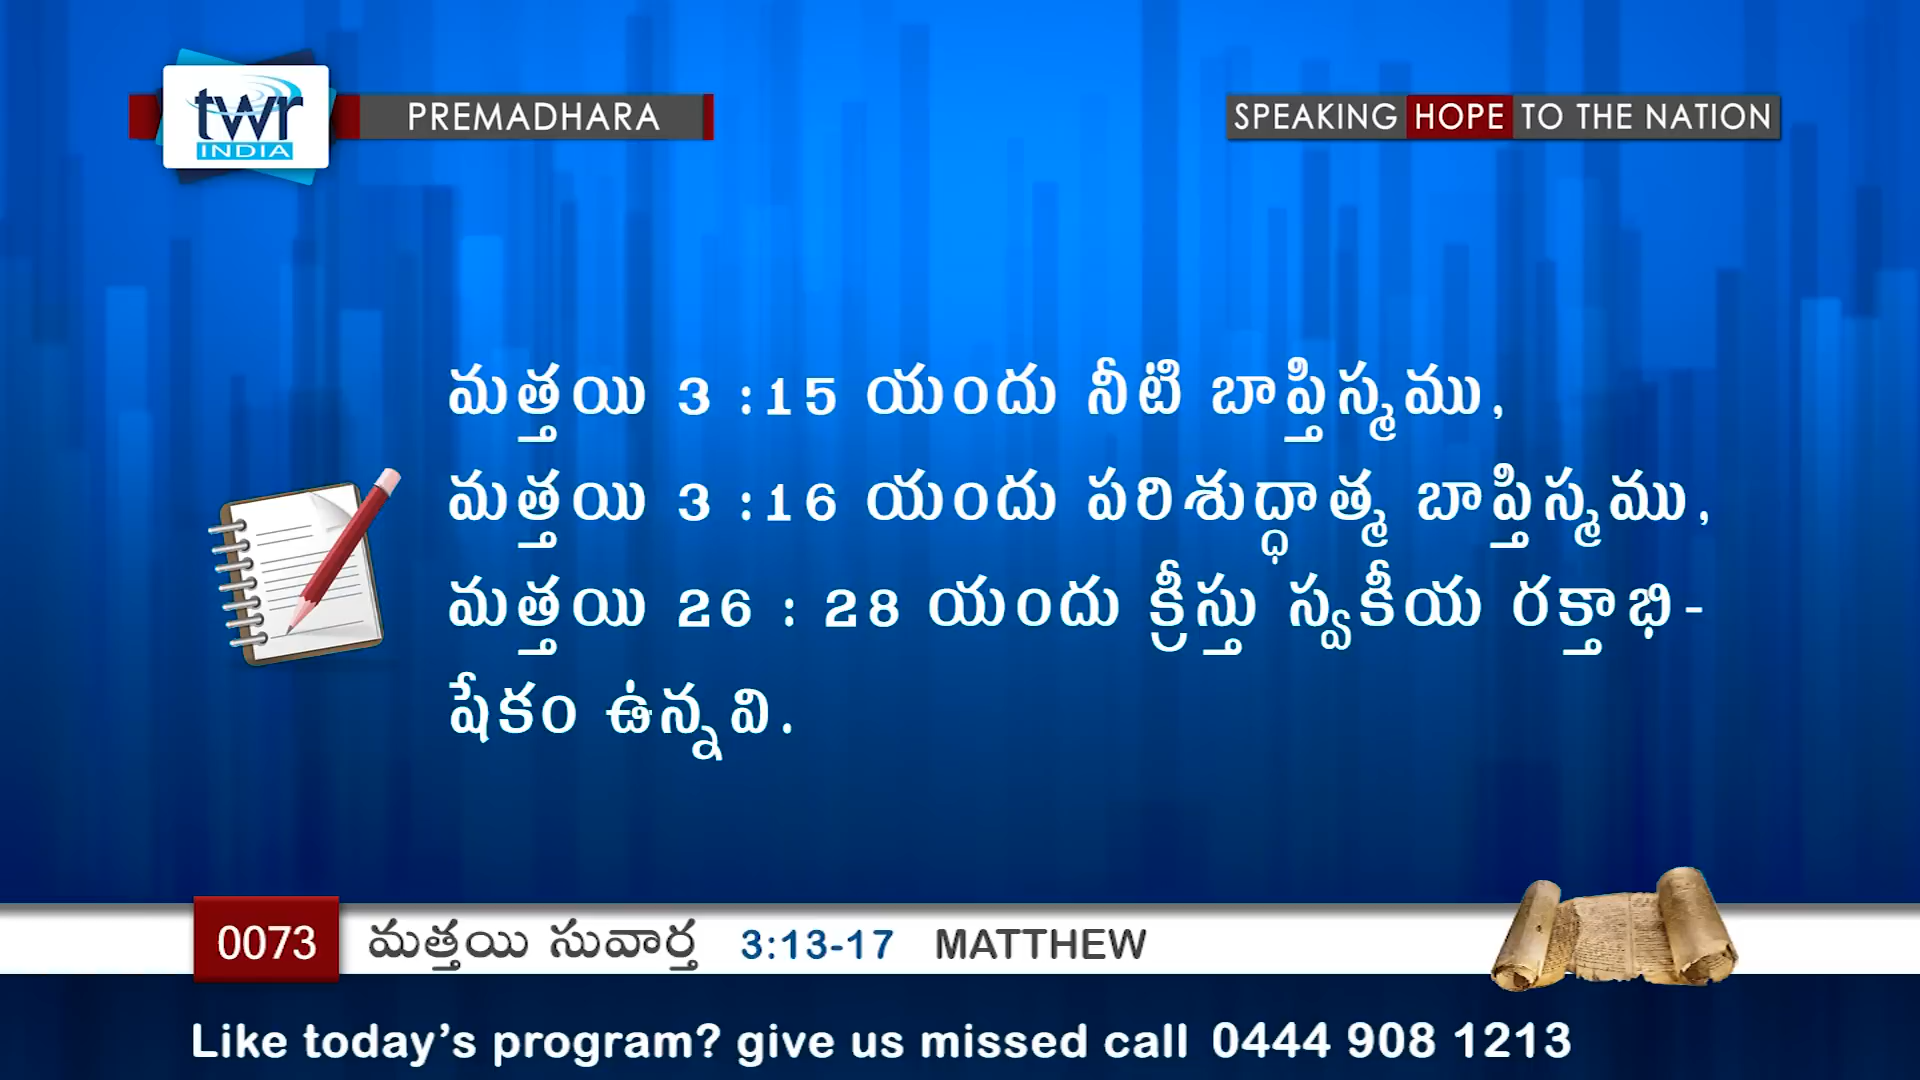 twr
INDIA
PREMADHARA
SPEAKING HOPE TO THE NATION
మత్తయి 3 :15 యందు నీటి బాప్తిస్మము,
మత్తయి 3 :16 యందు పరిశుద్ధాత్మ బాప్తిస్మము,
మత్తయి 26 : 28 యందు క్రీస్తు స్వకీయ రక్తాభి-
షేకం ఉన్నవి.
0073 మత్తయి సువార్త 3:13-17 MATTHEW
Like today's program? give us missed call 0444 908 1213